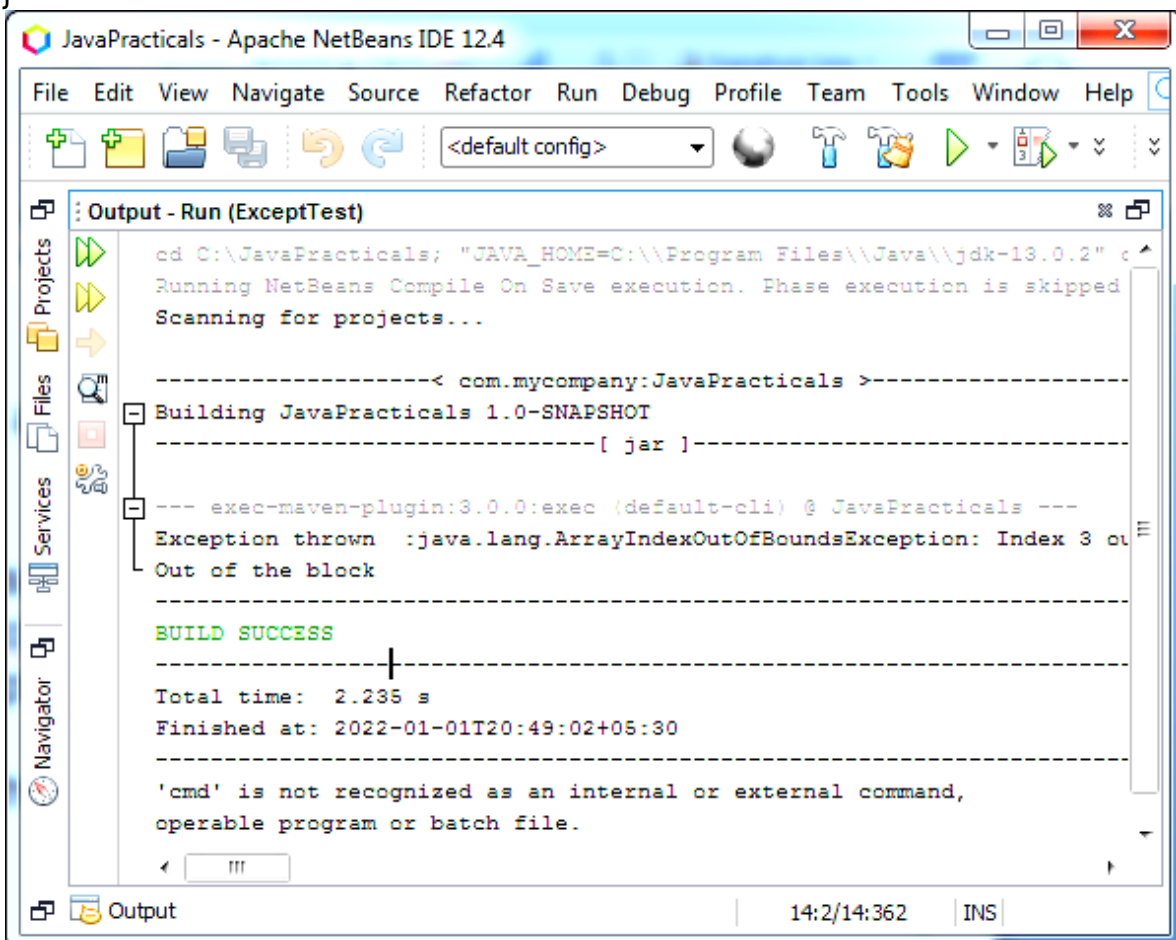 JavaPracticals - Apache NetBeans IDE 12.4
File Edit View Navigate Source Refactor Run Debug Profile Team Tools Window Help
<default config>
Output - Run (ExceptTest)
Projects
Files
Services
Navigator
cd C:\JavaPracticals; "JAVA_HOME=C:\\Program Files\\Java\\jdk-13.0.2"
Running NetBeans Compile On Save execution. Phase execution is skipped
Scanning for projects...
--------------------< com.mycompany:JavaPracticals >-------------------
Building JavaPracticals 1.0-SNAPSHOT
--------------------------------[ jar ]--------------------------------
--- exec-maven-plugin:3.0.0:exec (default-cli) @ JavaPracticals ---
Exception thrown  :java.lang.ArrayIndexOutOfBoundsException: Index 3
Out of the block
------------------------------------------------------------------------
BUILD SUCCESS
------------------------------------------------------------------------
Total time:  2.235 s
Finished at: 2022-01-01T20:49:02+05:30
------------------------------------------------------------------------
'cmd' is not recognized as an internal or external command,
operable program or batch file.
Output
14:2/14:362 INS